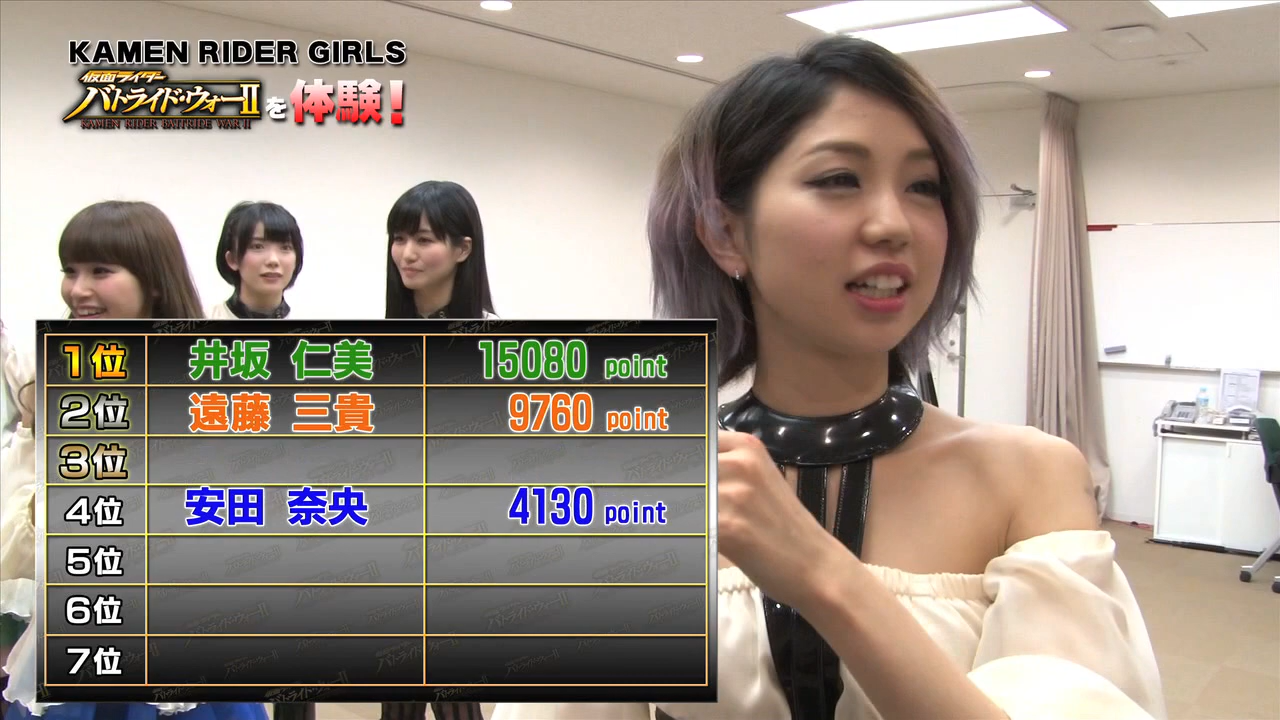 KAMEN RIDER GIRLS
仮面ライダー
バトライド・ウォーII を 体験!
KAMEN RIDER BATTRIDE WAR II
1位 井坂 仁美 15080 point
2位 遠藤 三貴 9760 point
3位
4位 安田 奈央 4130 point
5位
6位
7位